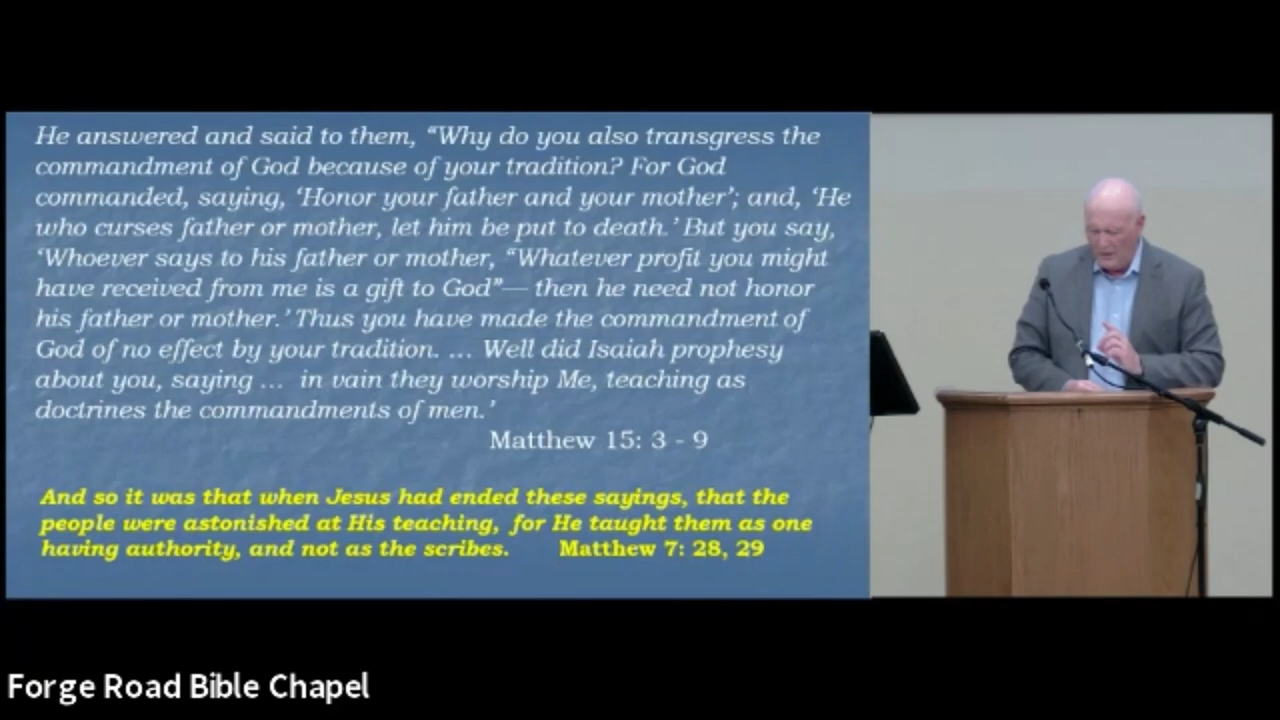 He answered and said to them, “Why do you also transgress the
commandment of God because of your tradition? For God
commanded, saying, ‘Honor your father and your mother’; and, ‘He
who curses father or mother, let him be put to death.’ But you say,
‘Whoever says to his father or mother, “Whatever profit you might
have received from me is a gift to God”— then he need not honor
his father or mother.’ Thus you have made the commandment of
God of no effect by your tradition. ... Well did Isaiah prophesy
about you, saying ... in vain they worship Me, teaching as
doctrines the commandments of men.’
Matthew 15: 3 - 9
And so it was that when Jesus had ended these sayings, that the
people were astonished at His teaching, for He taught them as one
having authority, and not as the scribes. Matthew 7: 28, 29
Forge Road Bible Chapel